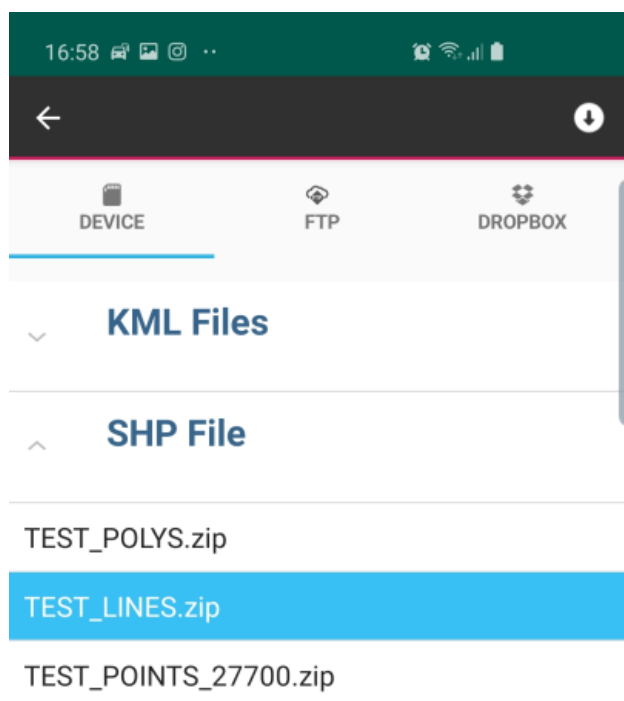 16:58
DEVICE FTP DROPBOX
KML Files
SHP File
TEST_POLYS.zip
TEST_LINES.zip
TEST_POINTS_27700.zip